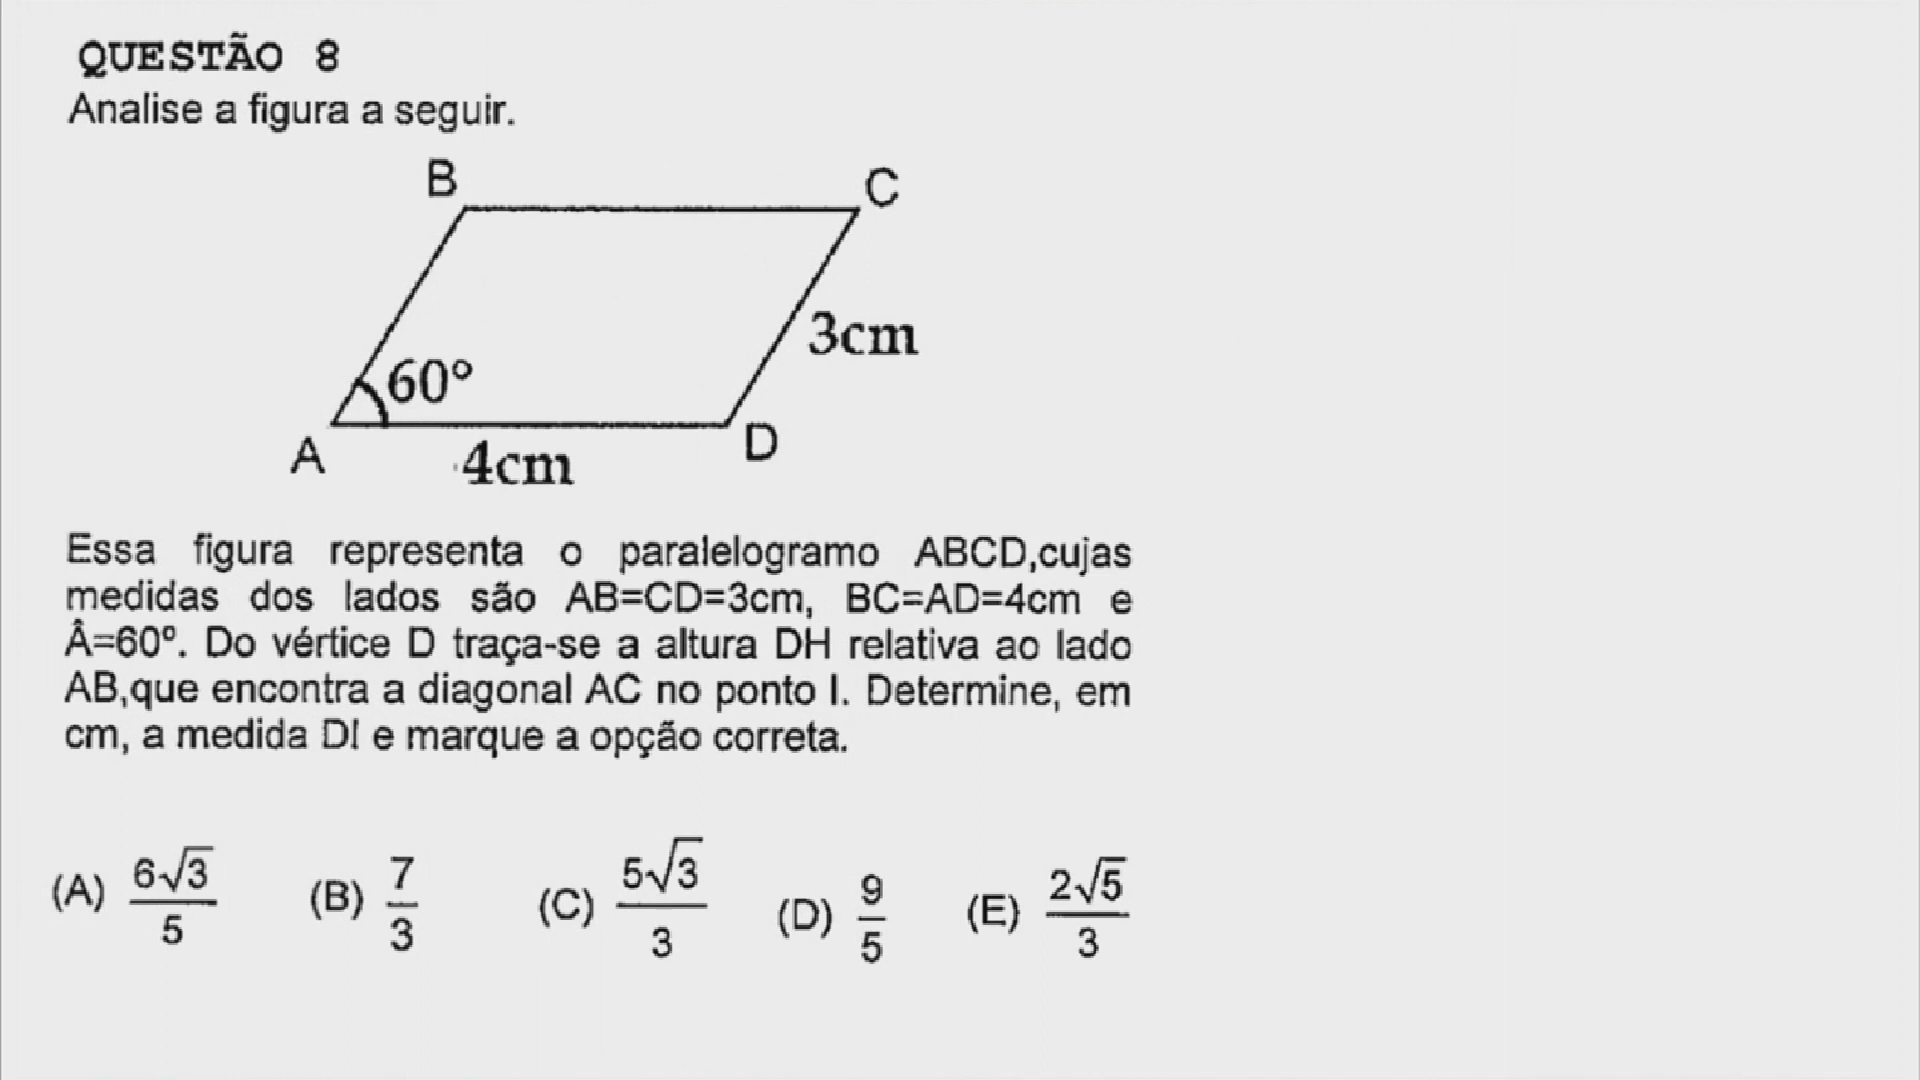 QUESTÃO 8
Analise a figura a seguir.
B
C
3cm
60º
A
4cm
D
Essa figura representa o paralelogramo ABCD,cujas
medidas dos lados são AB=CD=3cm, BC=AD=4cm e
Â=60º. Do vértice D traça-se a altura DH relativa ao lado
AB,que encontra a diagonal AC no ponto I. Determine, em
cm, a medida DI e marque a opção correta.
(A) 6√3/5 (B) 7/3 (C) 5√3/3 (D) 9/5 (E) 2√5/3